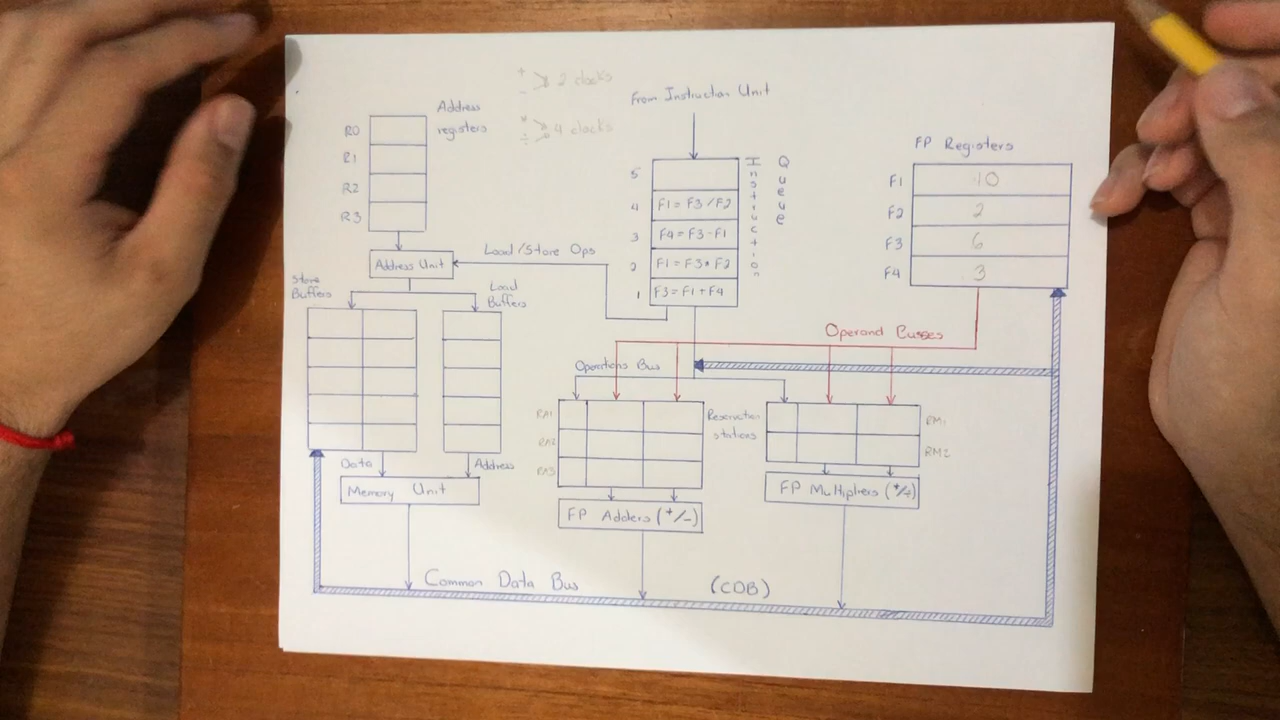 +
-
2 clocks
*
÷
4 clocks
Address
registers
R0
R1
R2
R3
Address Unit
Load/Store Ops
Store
Buffers
Load
Buffers
Data
Address
Memory Unit
From Instruction Unit
5
4
F1 = F3 / F2
3
F4 = F3 - F1
2
F1 = F3 * F2
1
F3 = F1 + F4
Instruction
Queue
FP Registers
F1
10
F2
2
F3
6
F4
3
Operand Busses
Operations Bus
RA1
RA2
RA3
Reservation
stations
RM1
RM2
FP Adders (+/-)
FP Multipliers (*/÷)
Common Data Bus (CDB)